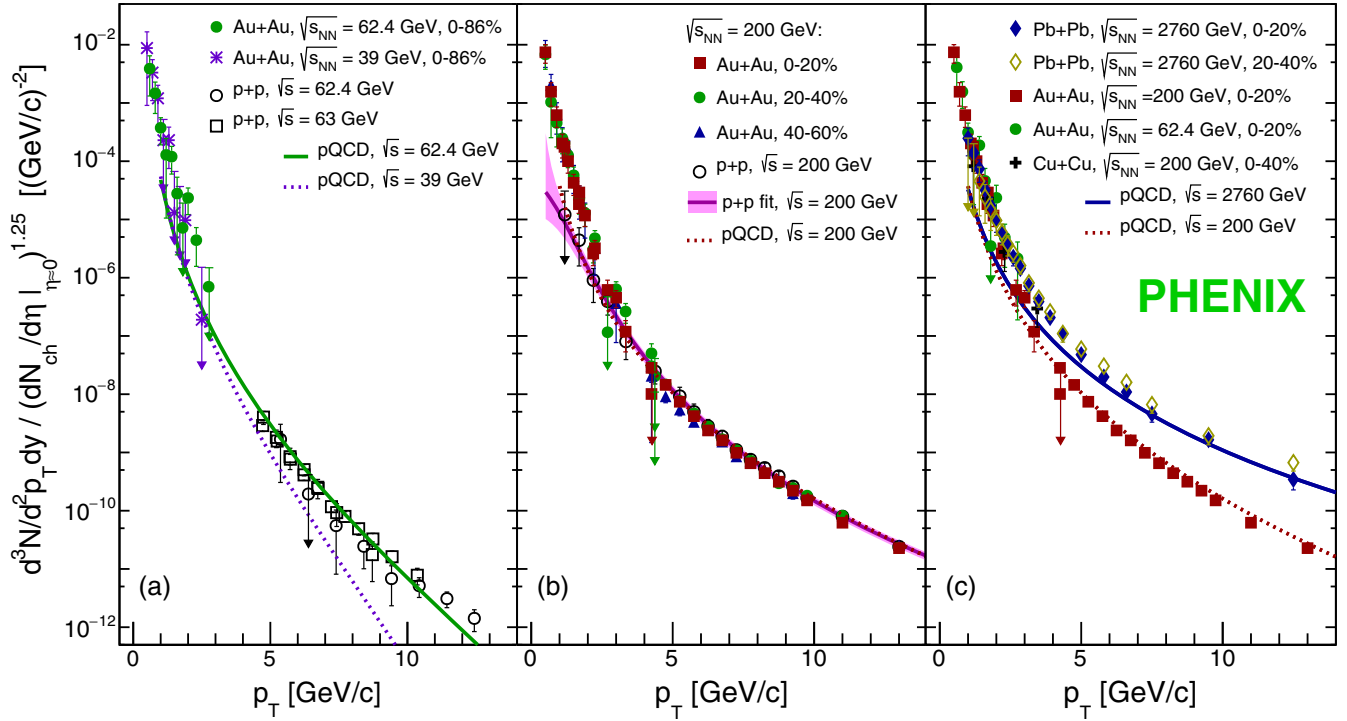 d³N/d²p_T dy / (dN_ch/dη |_η≈0)^1.25 [(GeV/c)^-2]
10^-2
10^-4
10^-6
10^-8
10^-10
10^-12
Au+Au, √s_NN = 62.4 GeV, 0-86%
Au+Au, √s_NN = 39 GeV, 0-86%
p+p, √s = 62.4 GeV
p+p, √s = 63 GeV
pQCD, √s = 62.4 GeV
pQCD, √s = 39 GeV
(a)
0 5 10
p_T [GeV/c]
√s_NN = 200 GeV:
Au+Au, 0-20%
Au+Au, 20-40%
Au+Au, 40-60%
p+p, √s = 200 GeV
p+p fit, √s = 200 GeV
pQCD, √s = 200 GeV
(b)
0 5 10
p_T [GeV/c]
Pb+Pb, √s_NN = 2760 GeV, 0-20%
Pb+Pb, √s_NN = 2760 GeV, 20-40%
Au+Au, √s_NN =200 GeV, 0-20%
Au+Au, √s_NN = 62.4 GeV, 0-20%
Cu+Cu, √s_NN = 200 GeV, 0-40%
pQCD, √s = 2760 GeV
pQCD, √s = 200 GeV
PHENIX
(c)
0 5 10
p_T [GeV/c]